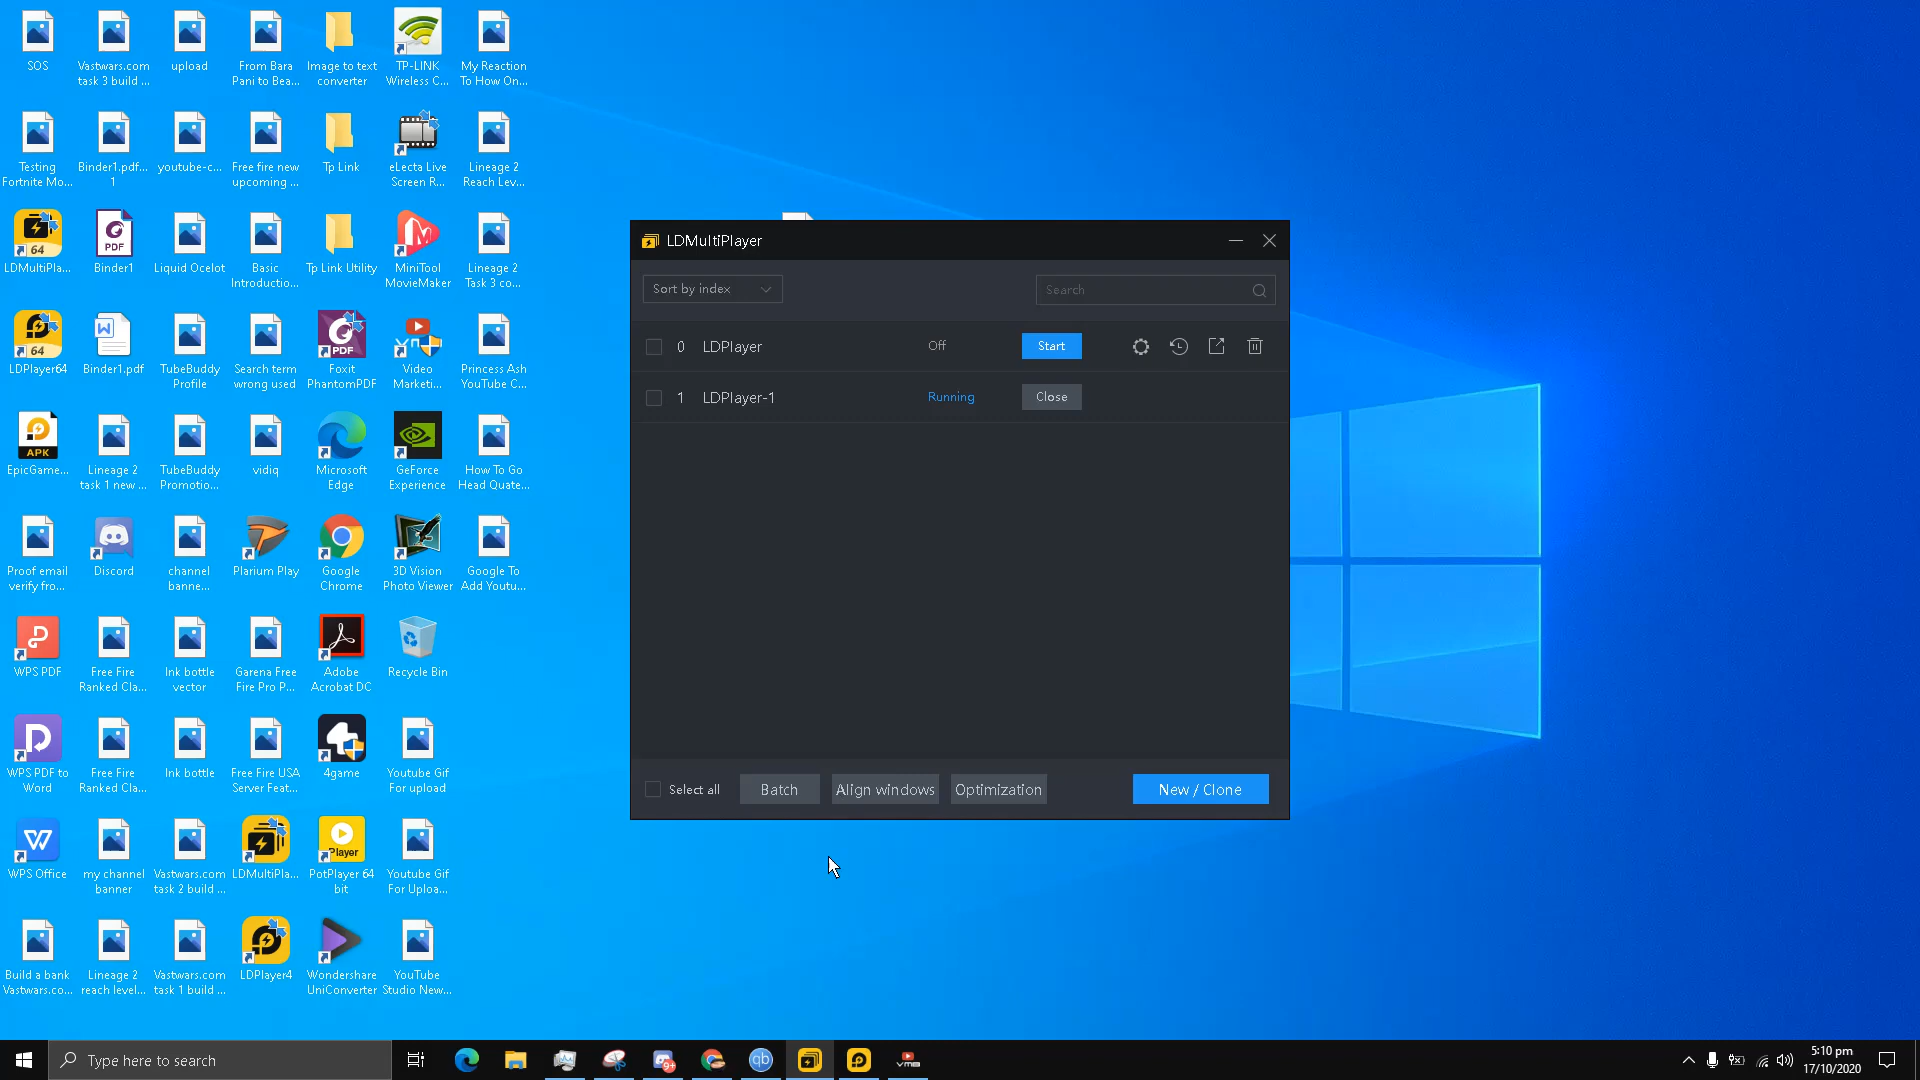 SOS
Vastwars.com
task 3 build ...
upload
From Bara
Pani to Bea...
Image to text
converter
TP-LINK
Wireless C...
My Reaction
To How On...
Testing
Fortnite Mo...
Binder1.pdf...
1
youtube-c...
Free fire new
upcoming ...
Tp Link
eLecta Live
Screen R...
Lineage 2
Reach Lev...
64
LDMultiPla...
PDF
Binder1
Liquid Ocelot
Basic
Introductio...
Tp Link Utility
MiniTool
MovieMaker
Lineage 2
Task 3 co...
64
LDPlayer64
Binder1.pdf
TubeBuddy
Profile
Search term
wrong used
PDF
Foxit
PhantomPDF
Video
Marketi...
Princess Ash
YouTube C...
APK
EpicGame...
Lineage 2
task 1 new ...
TubeBuddy
Promotio...
vidiq
Microsoft
Edge
GeForce
Experience
How To Go
Head Quate...
Proof email
verify fro...
Discord
channel
banne...
Plarium Play
Google
Chrome
3D Vision
Photo Viewer
Google To
Add Youtu...
WPS PDF
Free Fire
Ranked Cla...
Ink bottle
vector
Garena Free
Fire Pro P...
Adobe
Acrobat DC
Recycle Bin
WPS PDF to
Word
Free Fire
Ranked Cla...
Ink bottle
Free Fire USA
Server Feat...
4game
Youtube Gif
For upload
WPS Office
my channel
banner
Vastwars.com
task 2 build ...
LDMultiPla...
Player
PotPlayer 64
bit
Youtube Gif
For Uploa...
Build a bank
Vastwars.co...
Lineage 2
reach level...
Vastwars.com
task 1 build ...
LDPlayer4
Wondershare
UniConverter
YouTube
Studio New...
LDMultiPlayer
Sort by index
Search
0 LDPlayer Off Start
1 LDPlayer-1 Running Close
Select all Batch Align windows Optimization New / Clone
Type here to search
9+
qb
5:10 pm
17/10/2020